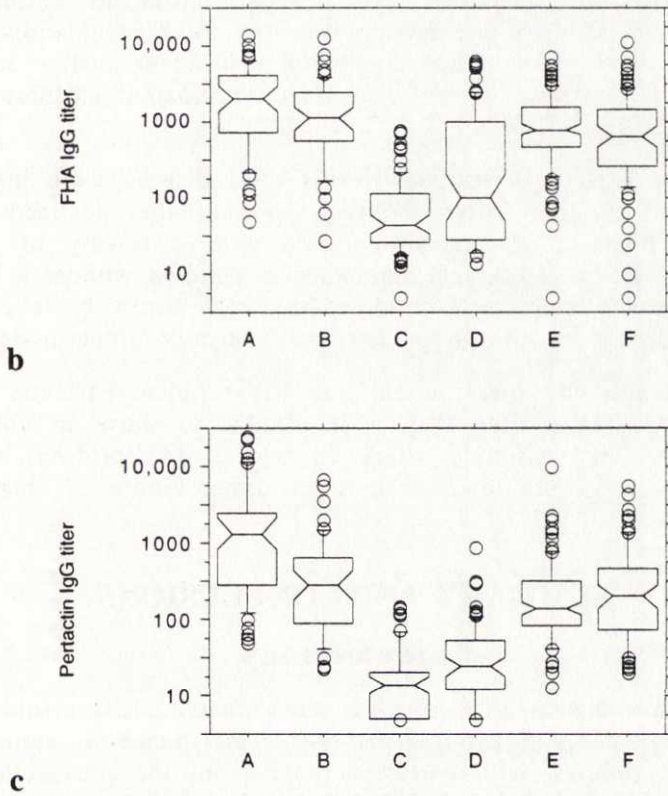 FHA IgG titer
10,000
1000
100
10
A B C D E F
b
Pertactin IgG titer
10,000
1000
100
10
A B C D E F
c